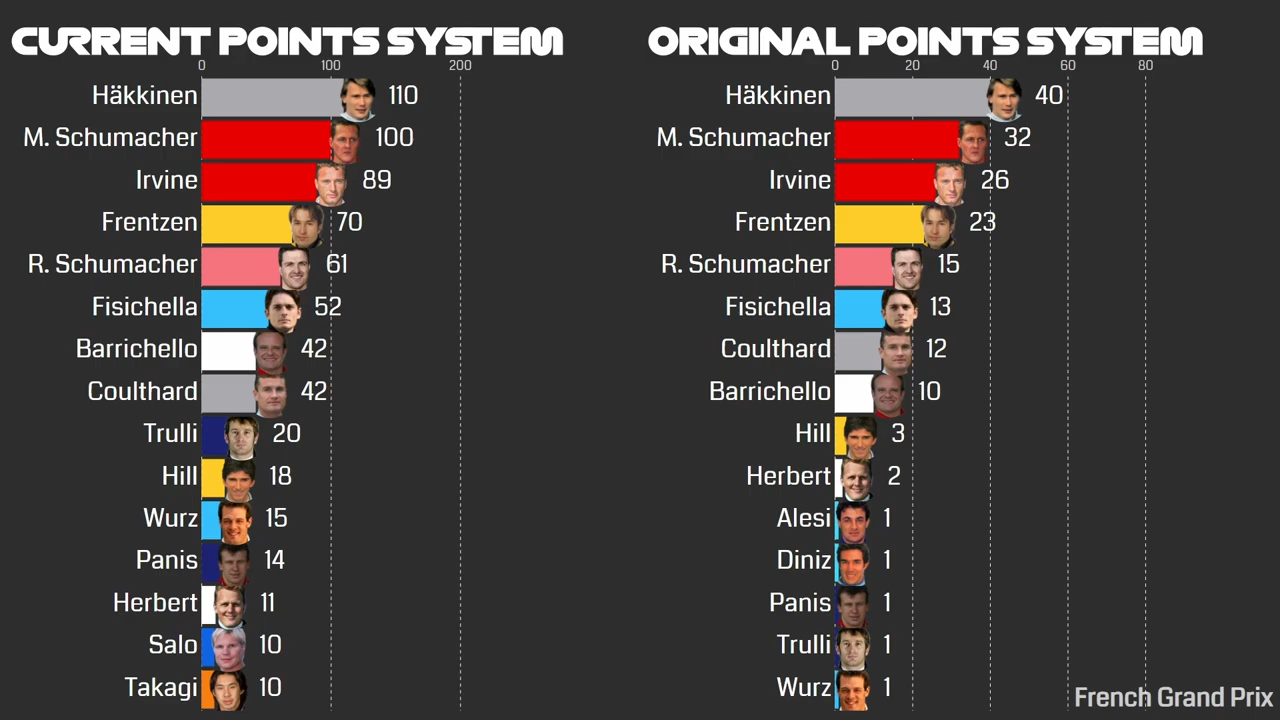 CURRENT POINTS SYSTEM
0 100 200
Häkkinen 110
M. Schumacher 100
Irvine 89
Frentzen 70
R. Schumacher 61
Fisichella 52
Barrichello 42
Coulthard 42
Trulli 20
Hill 18
Wurz 15
Panis 14
Herbert 11
Salo 10
Takagi 10
ORIGINAL POINTS SYSTEM
0 20 40 60 80
Häkkinen 40
M. Schumacher 32
Irvine 26
Frentzen 23
R. Schumacher 15
Fisichella 13
Coulthard 12
Barrichello 10
Hill 3
Herbert 2
Alesi 1
Diniz 1
Panis 1
Trulli 1
Wurz 1
French Grand Prix